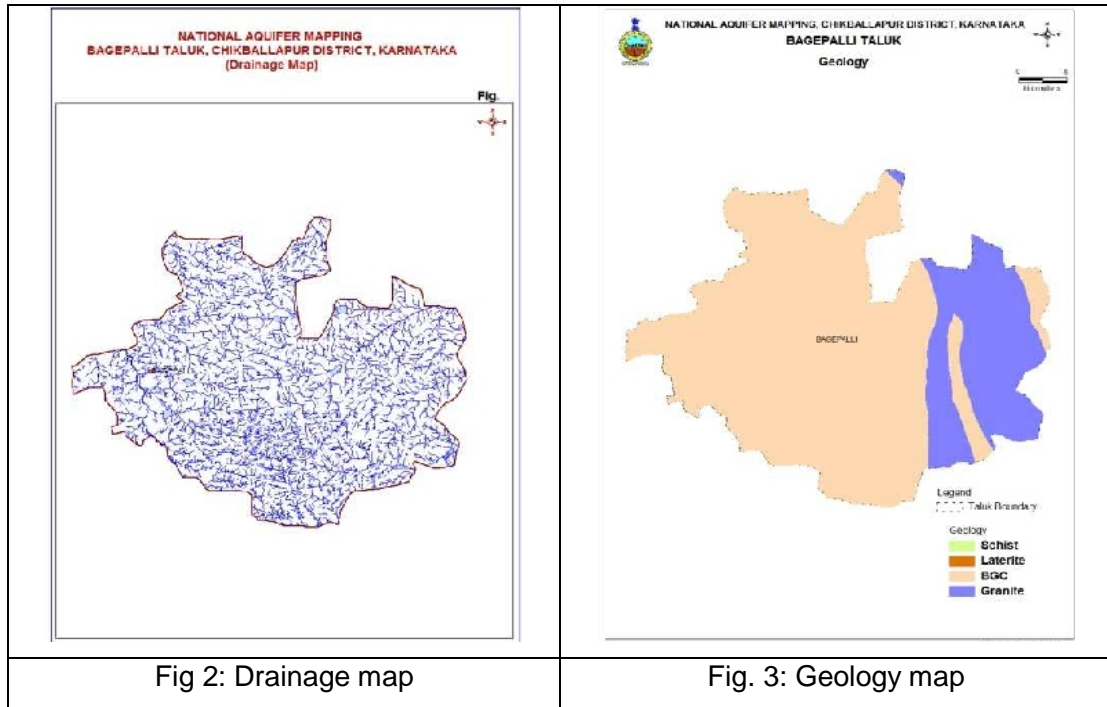 NATIONAL AQUIFER MAPPING
BAGEPALLI TALUK, CHIKBALLAPUR DISTRICT, KARNATAKA
(Drainage Map)
Fig.
Fig 2: Drainage map
NATIONAL AQUIFER MAPPING, CHIKBALLAPUR DISTRICT, KARNATAKA
BAGEPALLI TALUK
Geology
BAGEPALLI
Legend
Taluk Boundary
Geology
Schist
Laterite
BGC
Granite
Fig. 3: Geology map